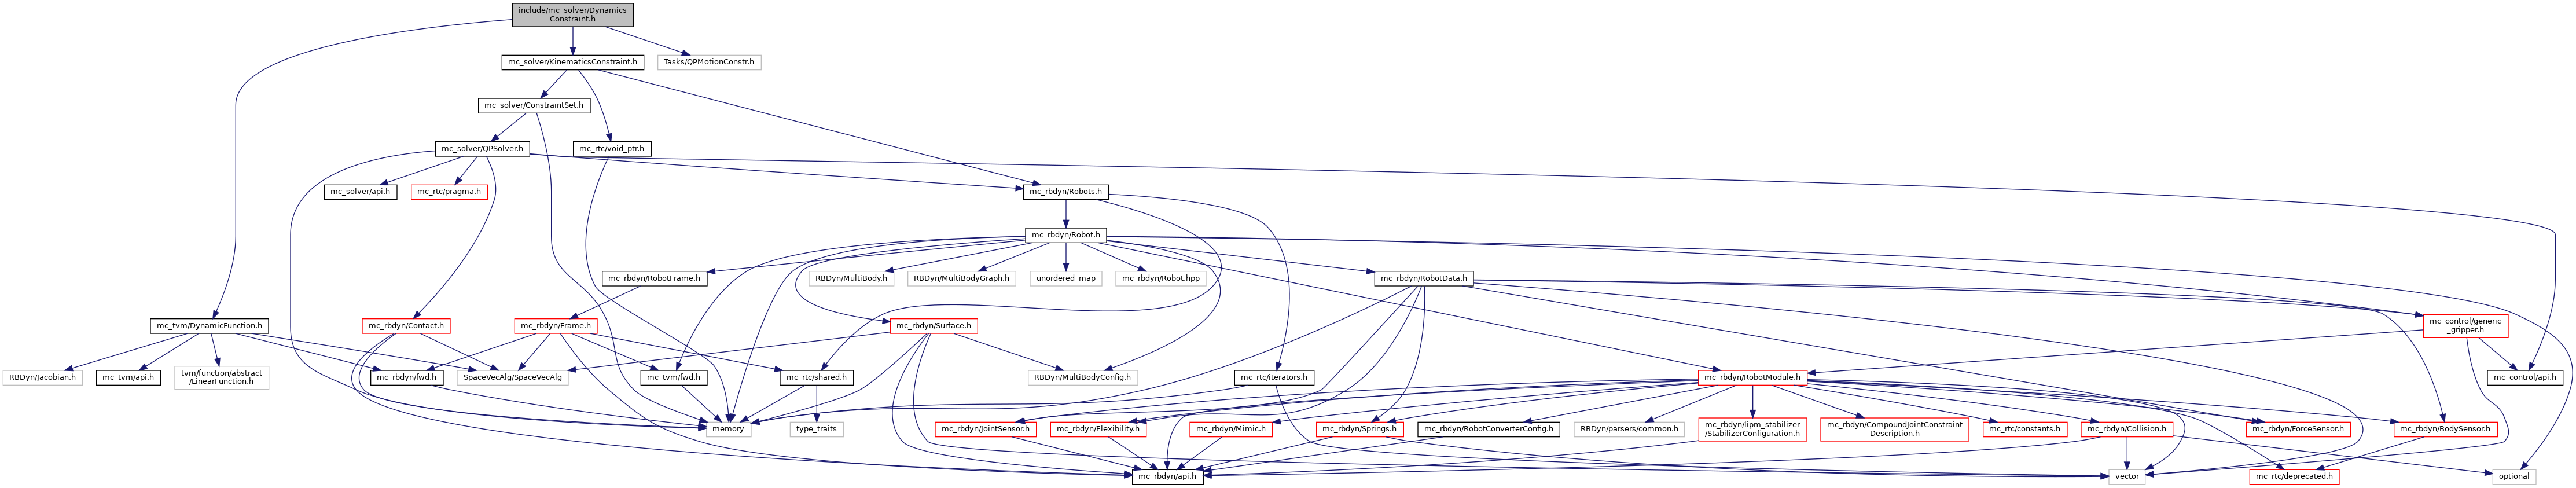 include/mc_solver/Dynamics
Constraint.h
mc_solver/KinematicsConstraint.h
Tasks/QPMotionConstr.h
mc_solver/ConstraintSet.h
mc_solver/QPSolver.h
mc_rtc/void_ptr.h
mc_solver/api.h
mc_rtc/pragma.h
mc_rbdyn/Robots.h
mc_rbdyn/Robot.h
mc_rbdyn/RobotFrame.h
RBDyn/MultiBody.h
RBDyn/MultiBodyGraph.h
unordered_map
mc_rbdyn/Robot.hpp
mc_rbdyn/RobotData.h
mc_tvm/DynamicFunction.h
mc_rbdyn/Contact.h
mc_rbdyn/Frame.h
mc_rbdyn/Surface.h
mc_control/generic
_gripper.h
RBDyn/Jacobian.h
mc_tvm/api.h
tvm/function/abstract
/LinearFunction.h
mc_rbdyn/fwd.h
SpaceVecAlg/SpaceVecAlg
mc_tvm/fwd.h
mc_rtc/shared.h
RBDyn/MultiBodyConfig.h
mc_rtc/iterators.h
mc_rbdyn/RobotModule.h
mc_control/api.h
memory
type_traits
mc_rbdyn/JointSensor.h
mc_rbdyn/Flexibility.h
mc_rbdyn/Mimic.h
mc_rbdyn/Springs.h
mc_rbdyn/RobotConverterConfig.h
RBDyn/parsers/common.h
mc_rbdyn/lipm_stabilizer
/StabilizerConfiguration.h
mc_rbdyn/CompoundJointConstraint
Description.h
mc_rtc/constants.h
mc_rbdyn/Collision.h
mc_rbdyn/ForceSensor.h
mc_rbdyn/BodySensor.h
mc_rbdyn/api.h
vector
mc_rtc/deprecated.h
optional